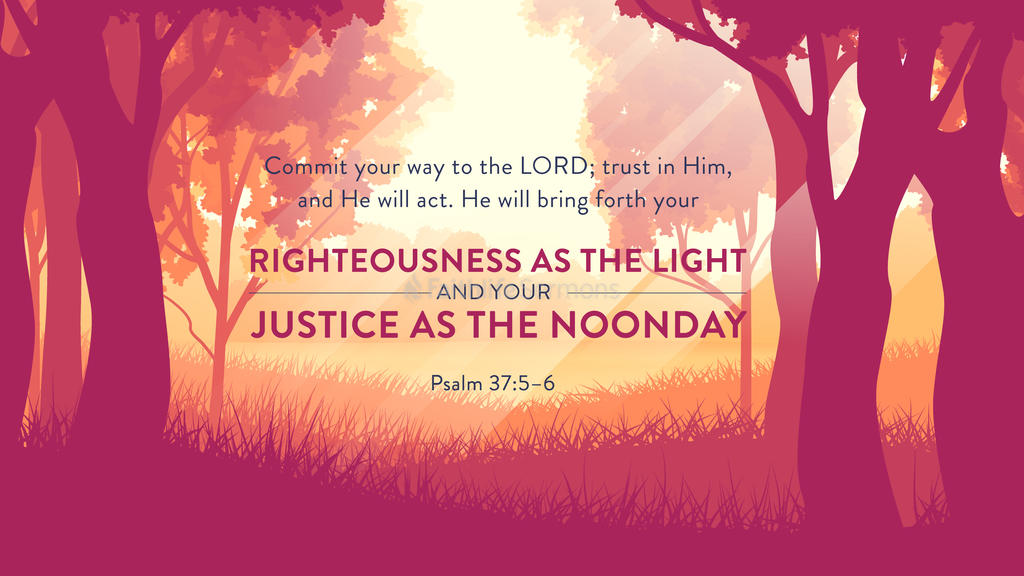 Commit your way to the LORD; trust in Him,
and He will act. He will bring forth your
RIGHTEOUSNESS AS THE LIGHT
AND YOUR
JUSTICE AS THE NOONDAY
Psalm 37:5–6